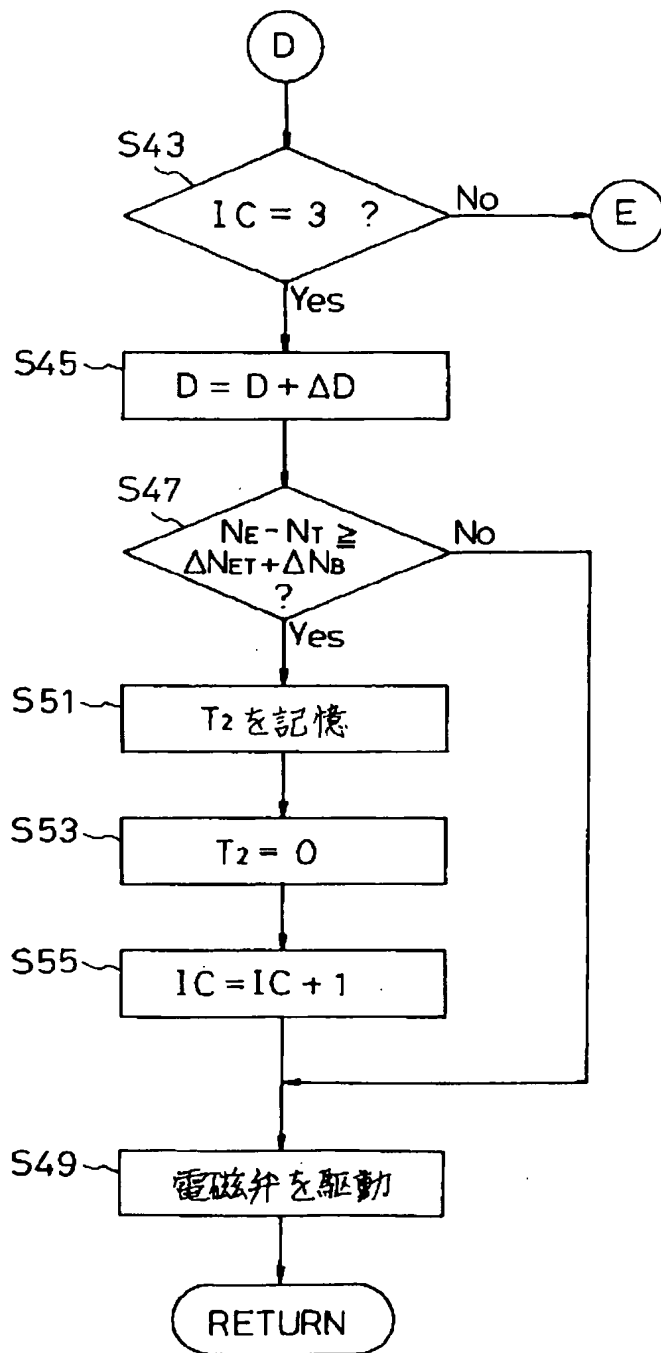 D
S43
IC = 3 ?
No
E
Yes
S45
D = D + ΔD
S47
NE - NT ≧
ΔNET + ΔNB
?
No
Yes
S51
T2を記憶
S53
T2 = 0
S55
IC = IC + 1
S49
電磁弁を駆動
RETURN